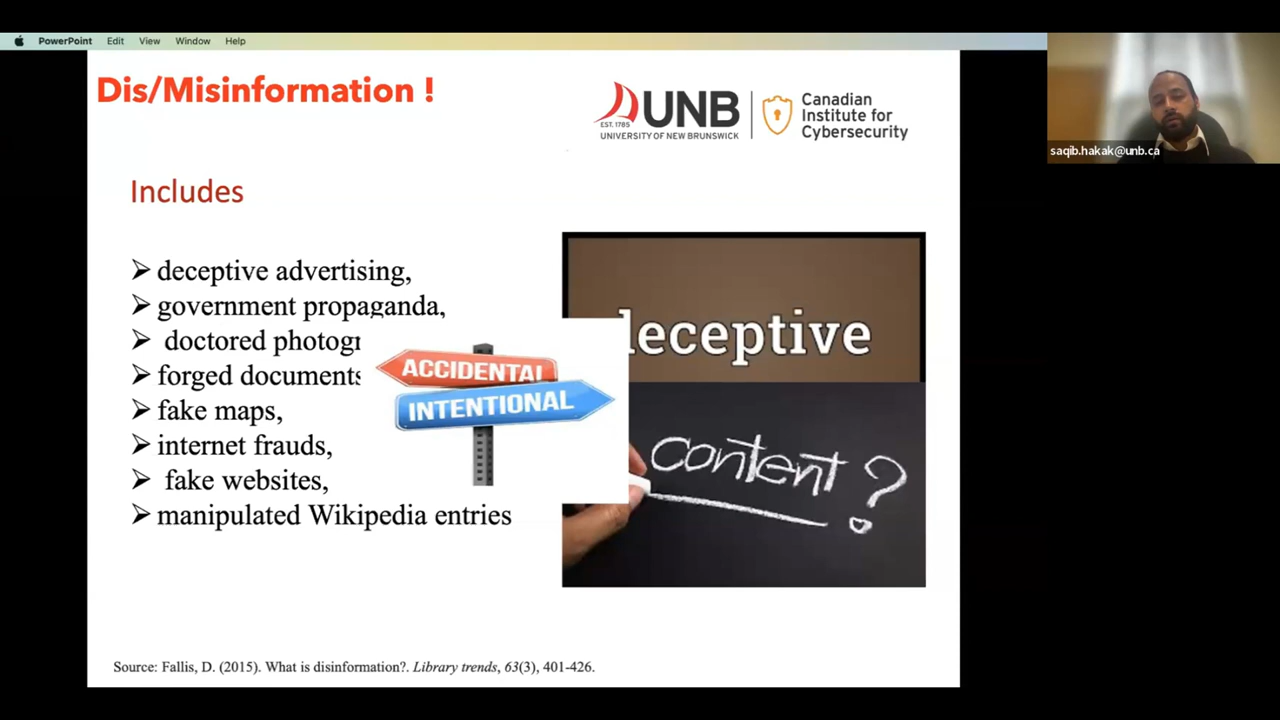 PowerPoint Edit View Window Help
Dis/Misinformation !
UNB
EST. 1785
UNIVERSITY OF NEW BRUNSWICK
Canadian
Institute for
Cybersecurity
saqib.hakak@unb.ca
Includes
deceptive advertising,
government propaganda,
doctored
forged documents
fake maps,
internet frauds,
fake websites,
manipulated Wikipedia entries
ACCIDENTAL
INTENTIONAL
content?
Source: Fallis, D. (2015). What is disinformation?. Library trends, 63(3), 401-426.